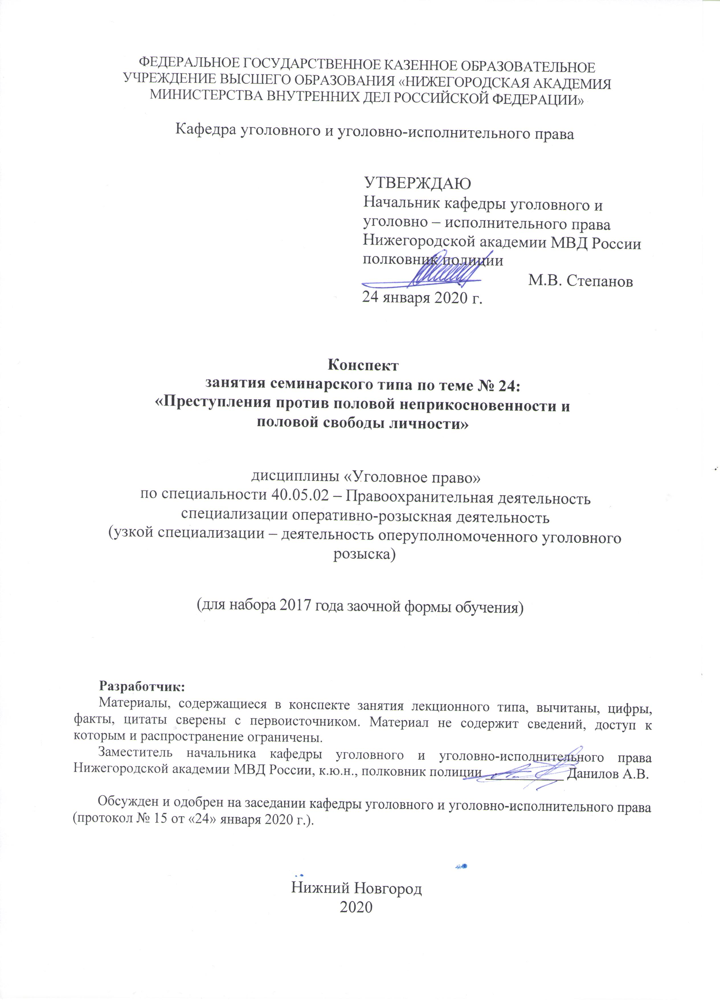 ФЕДЕРАЛЬНОЕ ГОСУДАРСТВЕННОЕ КАЗЕННОЕ ОБРАЗОВАТЕЛЬНОЕ
УЧРЕЖДЕНИЕ ВЫСШЕГО ОБРАЗОВАНИЯ «НИЖЕГОРОДСКАЯ АКАДЕМИЯ
МИНИСТЕРСТВА ВНУТРЕННИХ ДЕЛ РОССИЙСКОЙ ФЕДЕРАЦИИ»
Кафедра уголовного и уголовно-исполнительного права
УТВЕРЖДАЮ
Начальник кафедры уголовного и
уголовно – исполнительного права
Нижегородской академии МВД России
полковник полиции
М.В. Степанов
24 января 2020 г.
Конспект
занятия семинарского типа по теме № 24:
«Преступления против половой неприкосновенности и
половой свободы личности»
дисциплины «Уголовное право»
по специальности 40.05.02 – Правоохранительная деятельность
специализации оперативно-розыскная деятельность
(узкой специализации – деятельность оперуполномоченного уголовного
розыска)
(для набора 2017 года заочной формы обучения)
Разработчик:
Материалы, содержащиеся в конспекте занятия лекционного типа, вычитаны, цифры,
факты, цитаты сверены с первоисточником. Материал не содержит сведений, доступ к
которым и распространение ограничены.
Заместитель начальника кафедры уголовного и уголовно-исполнительного права
Нижегородской академии МВД России, к.ю.н., полковник полиции ___________ Данилов А.В.
Обсужден и одобрен на заседании кафедры уголовного и уголовно-исполнительного права
(протокол № 15 от «24» января 2020 г.).
Нижний Новгород
2020